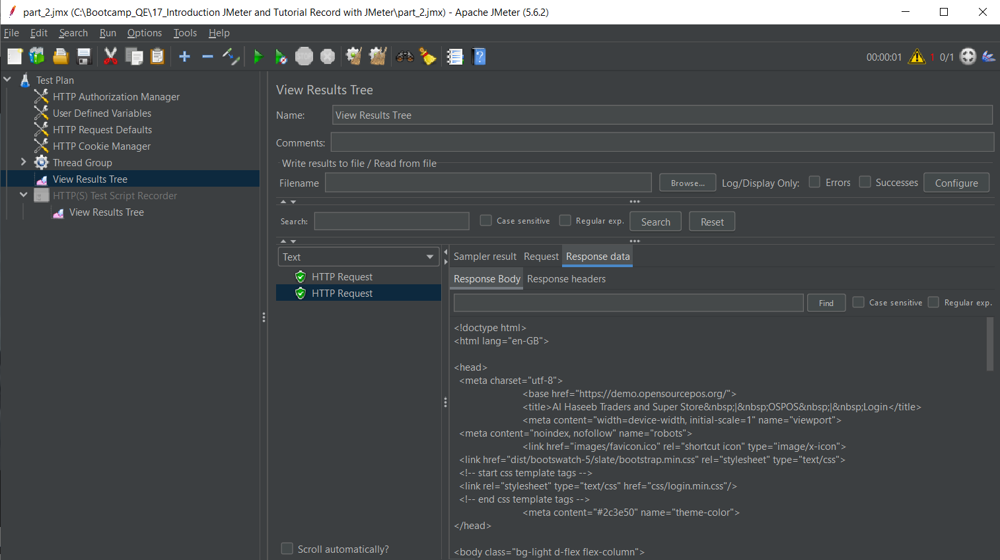 part_2.jmx (C:\Bootcamp_QE\17_Introduction JMeter and Tutorial Record with JMeter\part_2.jmx) - Apache JMeter (5.6.2)
File Edit Search Run Options Tools Help
STOP 00:00:01 1 0/1
Test Plan
HTTP Authorization Manager
User Defined Variables
HTTP Request Defaults
HTTP Cookie Manager
Thread Group
View Results Tree
HTTP(S) Test Script Recorder
View Results Tree
View Results Tree
Name: View Results Tree
Comments:
Write results to file / Read from file
Filename Browse... Log/Display Only: Errors Successes Configure
Search: Case sensitive Regular exp. Search Reset
Text
HTTP Request
HTTP Request
Scroll automatically?
Sampler result Request Response data
Response Body Response headers
Find Case sensitive Regular exp.
<!doctype html>
<html lang="en-GB">
<head>
<meta charset="utf-8">
<base href="https://demo.opensourcepos.org/">
<title>Al Haseeb Traders and Super Store&nbsp;|&nbsp;OSPOS&nbsp;|&nbsp;Login</title>
<meta content="width=device-width, initial-scale=1" name="viewport">
<meta content="noindex, nofollow" name="robots">
<link href="images/favicon.ico" rel="shortcut icon" type="image/x-icon">
<link href="dist/bootswatch-5/slate/bootstrap.min.css" rel="stylesheet" type="text/css">
<!-- start css template tags -->
<link rel="stylesheet" type="text/css" href="css/login.min.css"/>
<!-- end css template tags -->
<meta content="#2c3e50" name="theme-color">
</head>
<body class="bg-light d-flex flex-column">